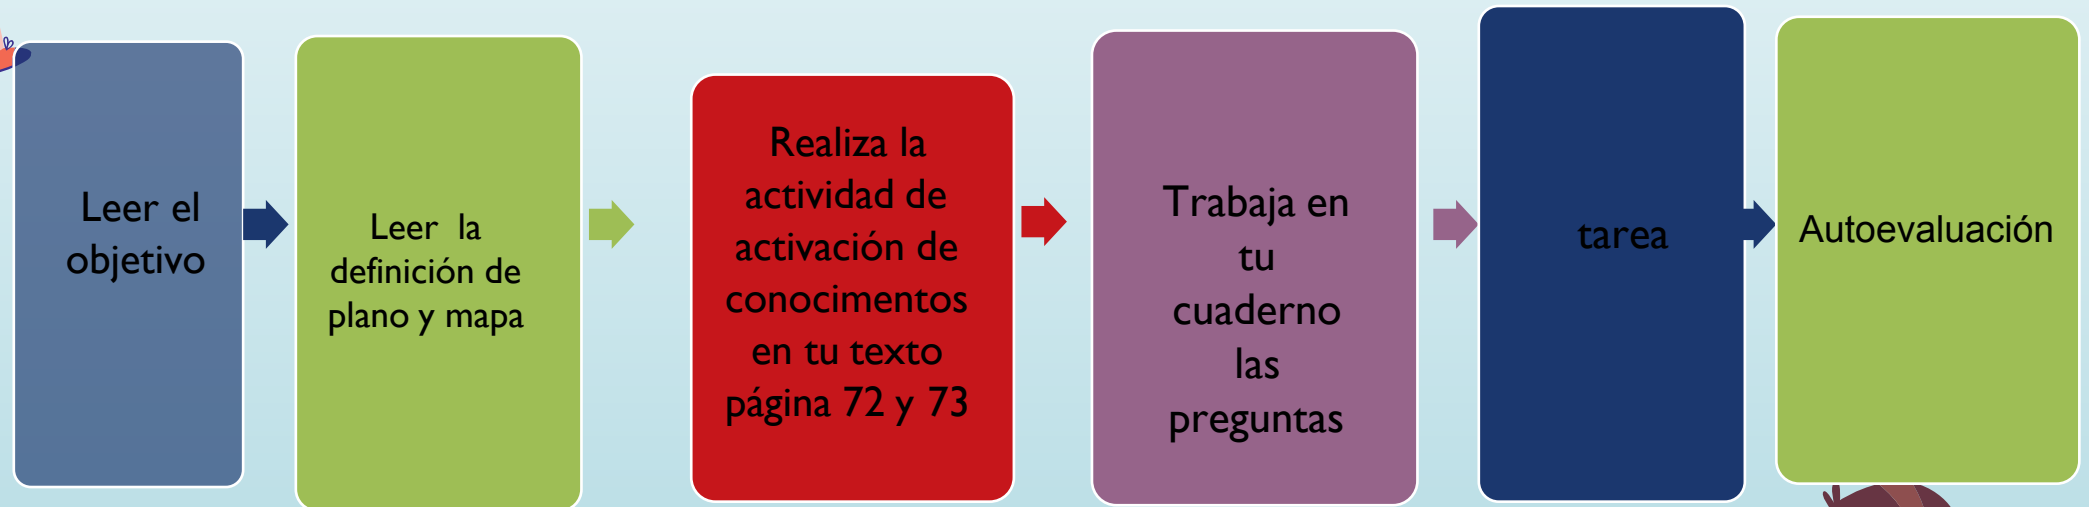 Leer el
objetivo
Leer  la
definición de
plano y mapa
Realiza la
actividad de
activación de
conocimentos
en tu texto
página 72 y 73
Trabaja en
tu
cuaderno
las
preguntas
tarea
Autoevaluación